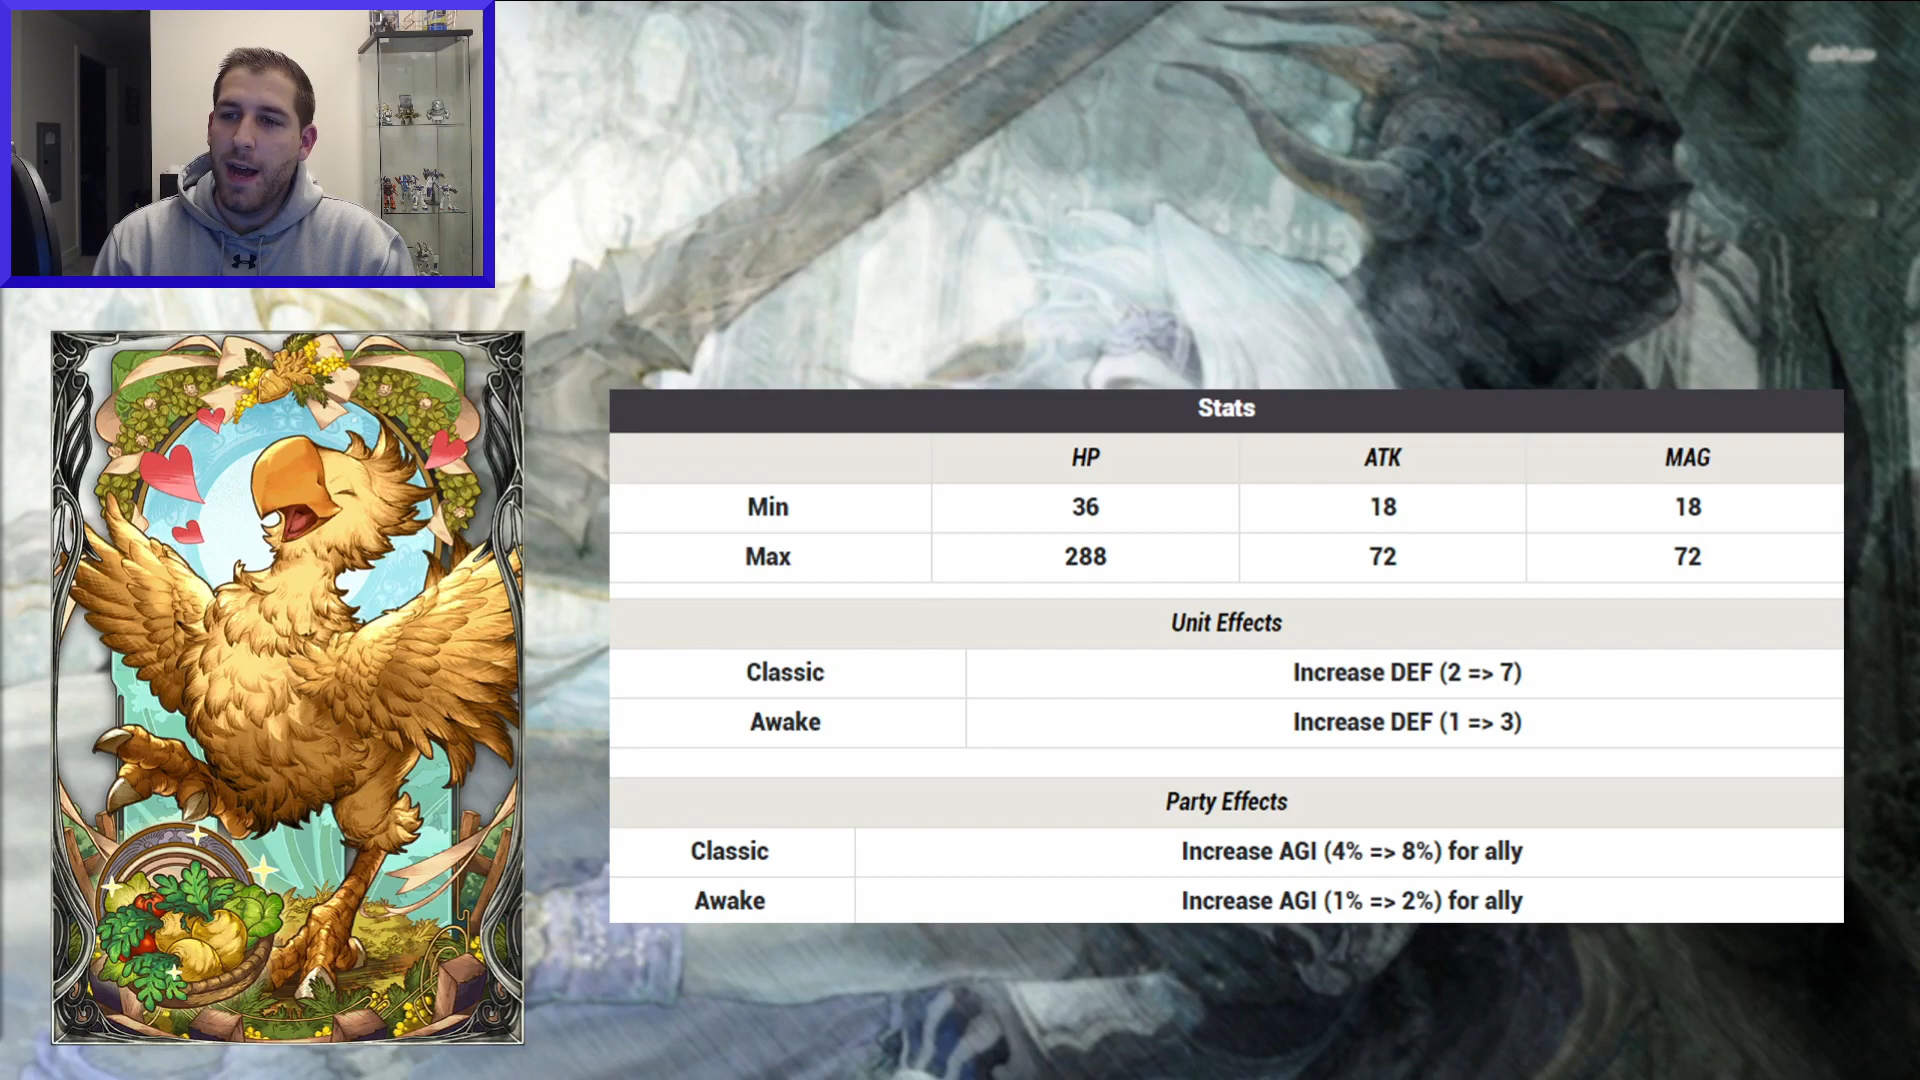 Stats
HP ATK MAG
Min 36 18 18
Max 288 72 72
Unit Effects
Classic Increase DEF (2 => 7)
Awake Increase DEF (1 => 3)
Party Effects
Classic Increase AGI (4% => 8%) for ally
Awake Increase AGI (1% => 2%) for ally